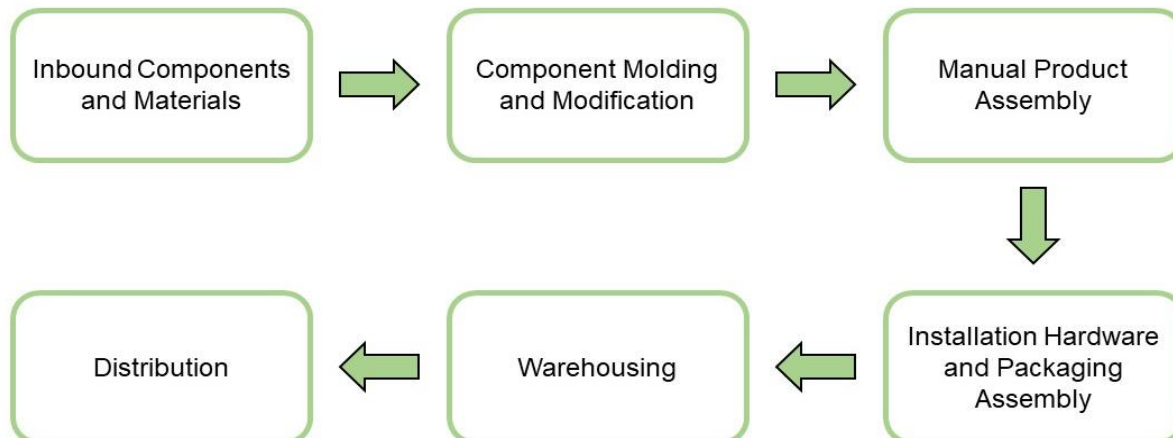 Inbound Components
and Materials
Component Molding
and Modification
Manual Product
Assembly
Installation Hardware
and Packaging
Assembly
Warehousing
Distribution